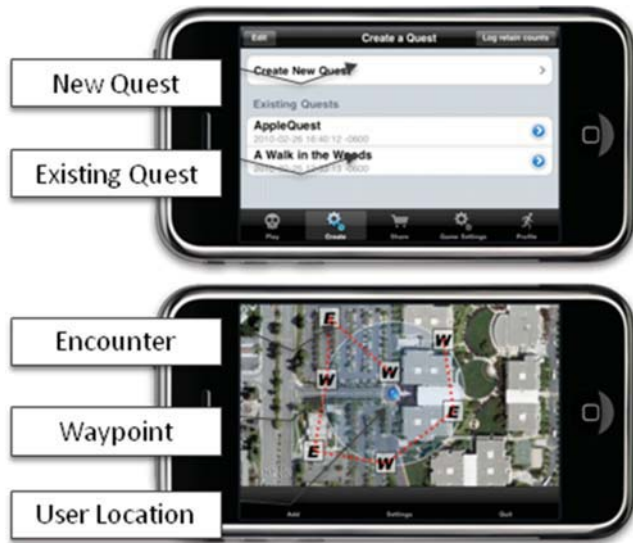 Edit
Create a Quest
Log retain counts
New Quest
Create New Quest
Existing Quests
AppleQuest
2010-02-26 16:40:12 -0600
Existing Quest
A Walk in the Woods
Play
Create
Share
Game Settings
Profile
Encounter
E
W
W
W
Waypoint
E
E
W
User Location
Add
Settings
Quit